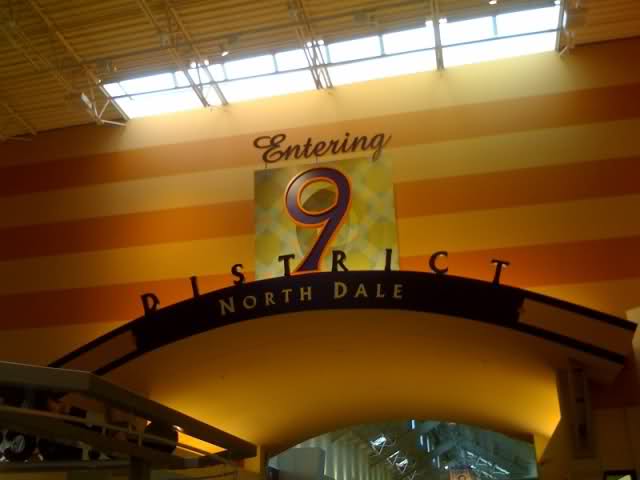 Entering
9
DISTRICT
NORTH DALE